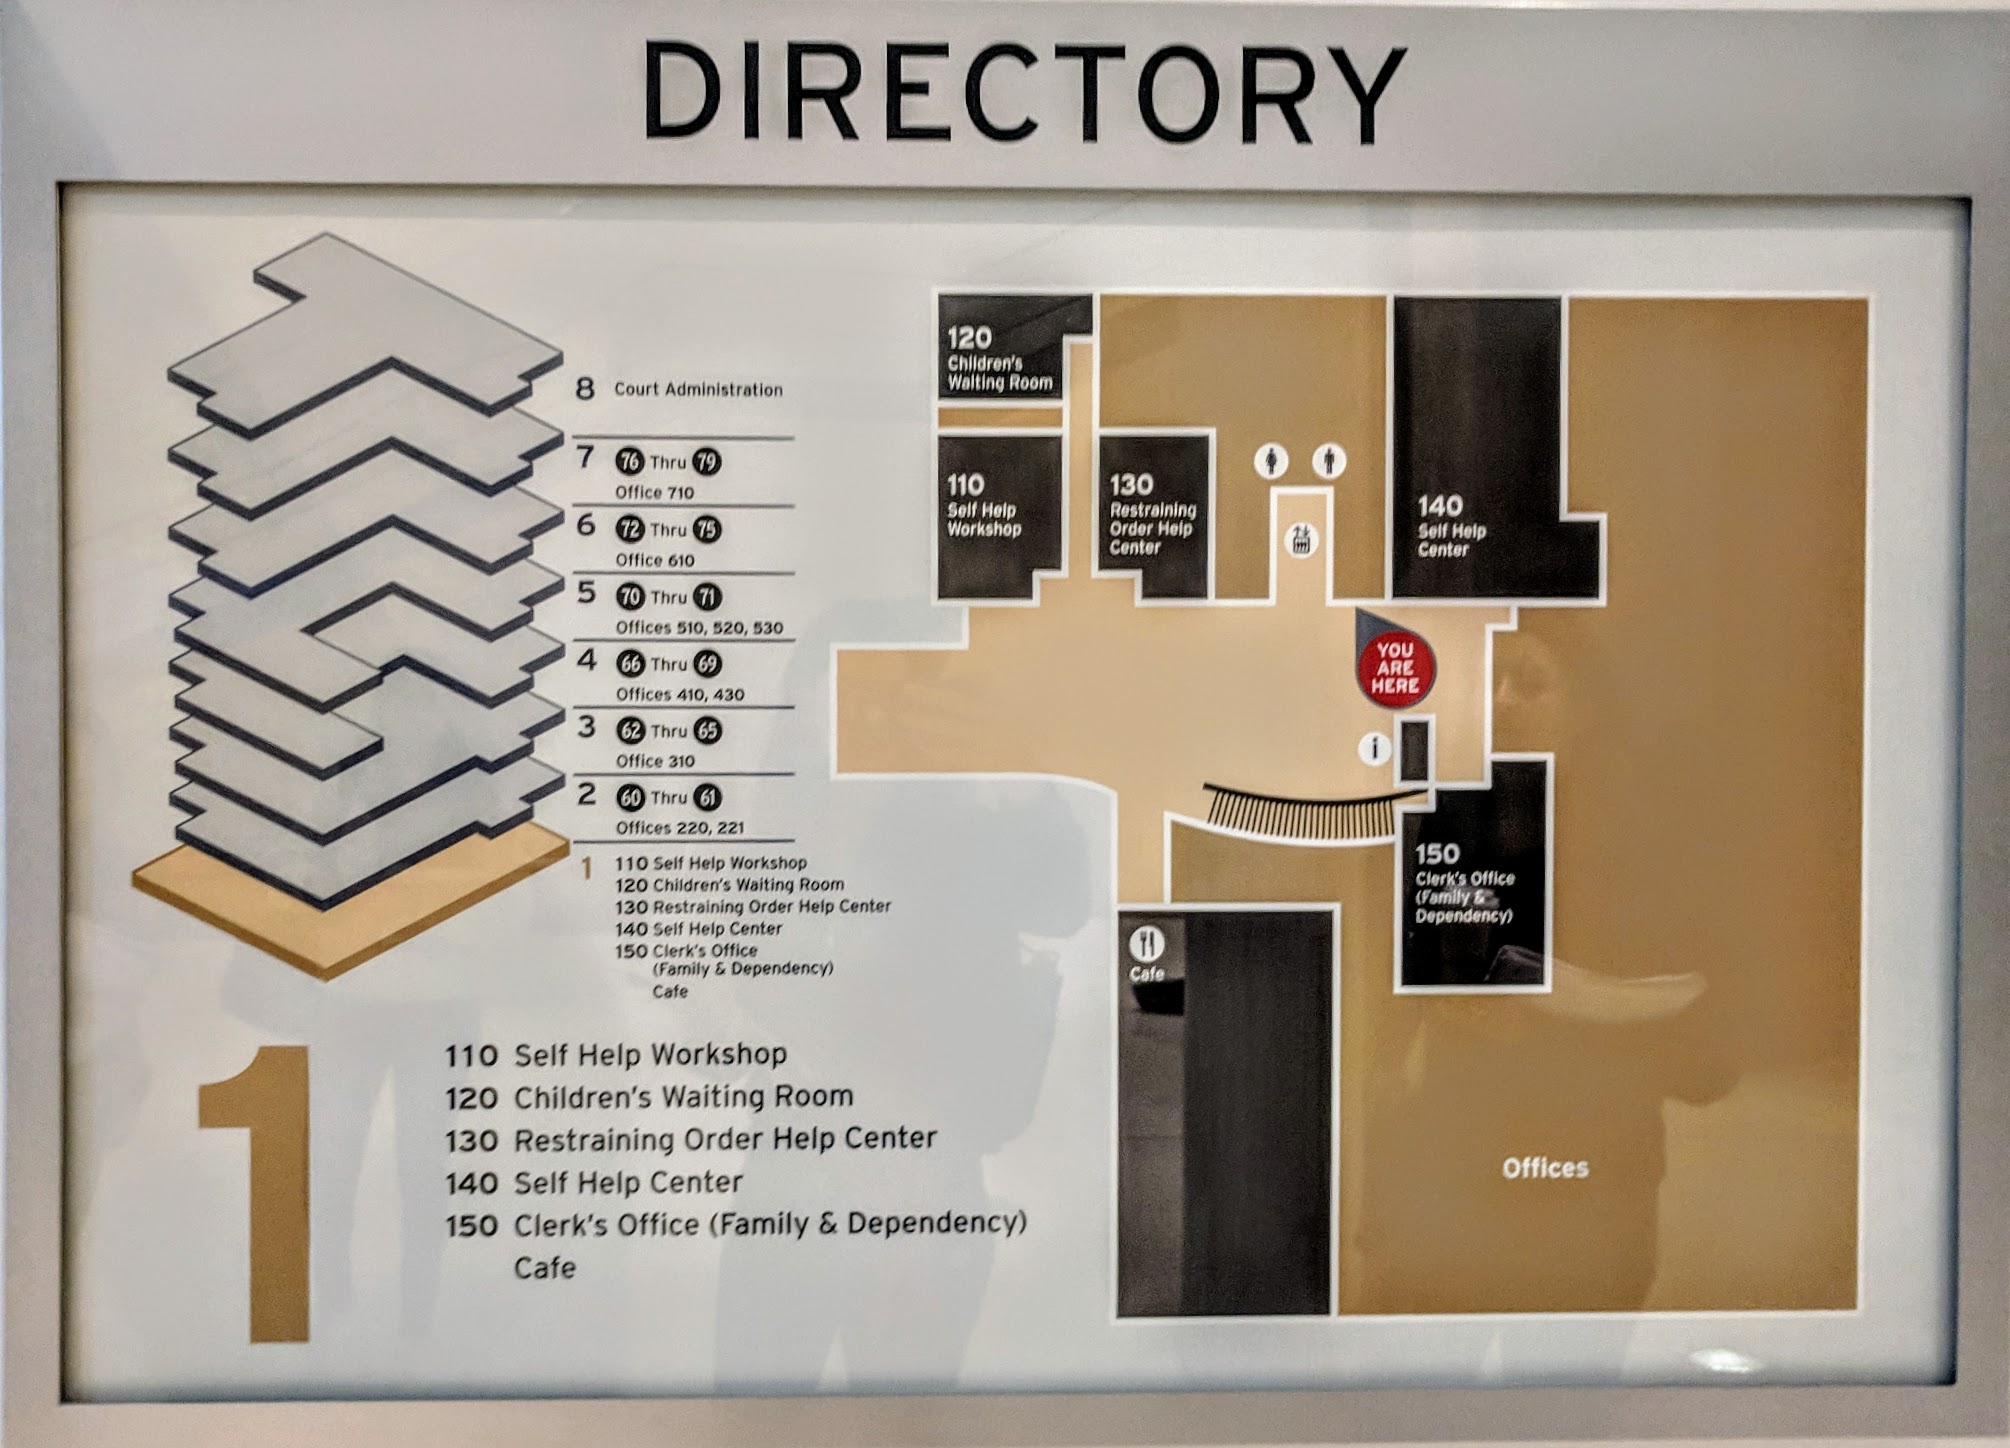 DIRECTORY
8 Court Administration
7 76 Thru 79
Office 710
6 72 Thru 75
Office 610
5 70 Thru 71
Offices 510, 520, 530
4 66 Thru 69
Offices 410, 430
3 62 Thru 65
Office 310
2 60 Thru 61
Offices 220, 221
1 110 Self Help Workshop
120 Children's Waiting Room
130 Restraining Order Help Center
140 Self Help Center
150 Clerk's Office
(Family & Dependency)
Cafe
1
110 Self Help Workshop
120 Children's Waiting Room
130 Restraining Order Help Center
140 Self Help Center
150 Clerk's Office (Family & Dependency)
Cafe
120
Children's
Waiting Room
110
Self Help
Workshop
130
Restraining
Order Help
Center
140
Self Help
Center
YOU
ARE
HERE
i
150
Clerk's Office
(Family &
Dependency)
Cafe
Offices